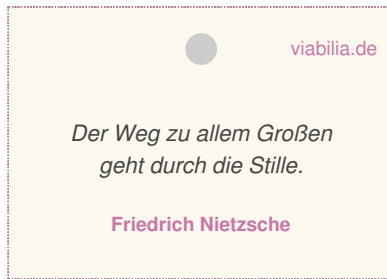 viabilia.de
Der Weg zu allem Großen
geht durch die Stille.
Friedrich Nietzsche